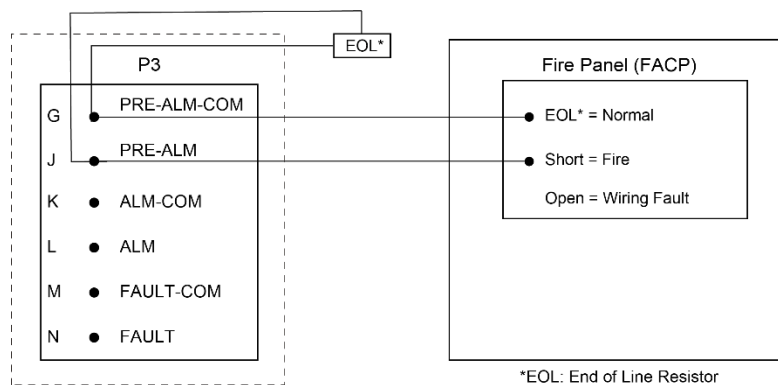 EOL*
P3
G PRE-ALM-COM
J PRE-ALM
K ALM-COM
L ALM
M FAULT-COM
N FAULT
Fire Panel (FACP)
EOL* = Normal
Short = Fire
Open = Wiring Fault
*EOL: End of Line Resistor